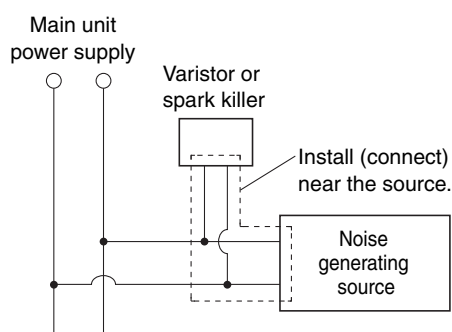 Main unit
power supply
Varistor or
spark killer
Install (connect)
near the source.
Noise
generating
source